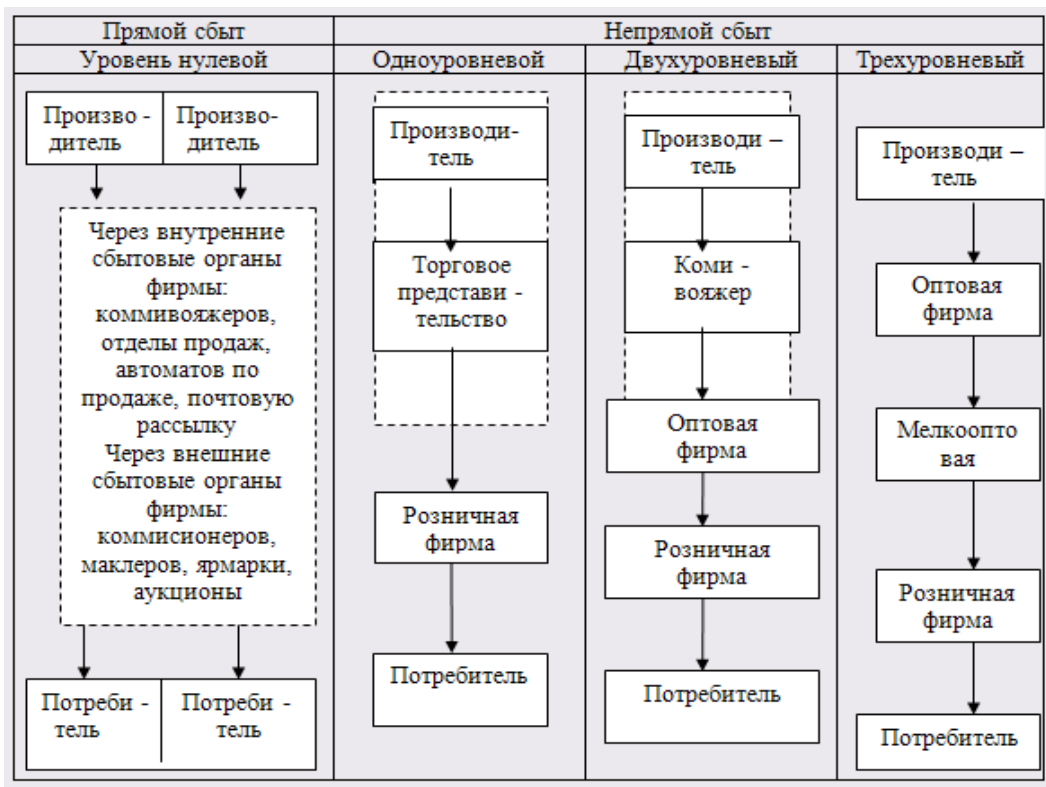 Прямой сбыт
Непрямой сбыт
Уровень нулевой
Одноуровневой
Двухуровневый
Трехуровневый
Произво -
дитель
Произво-
дитель
Через внутренние
сбытовые органы
фирмы:
коммивояжеров,
отделы продаж,
автоматов по
продаже, почтовую
рассылку
Через внешние
сбытовые органы
фирмы:
коммисионеров,
маклеров, ярмарки,
аукционы
Потреби -
тель
Потреби -
тель
Производи-
тель
Торговое
представи -
тельство
Розничная
фирма
Потребитель
Производи –
тель
Коми -
вояжер
Оптовая
фирма
Розничная
фирма
Потребитель
Производи –
тель
Оптовая
фирма
Мелкоопто
вая
Розничная
фирма
Потребитель